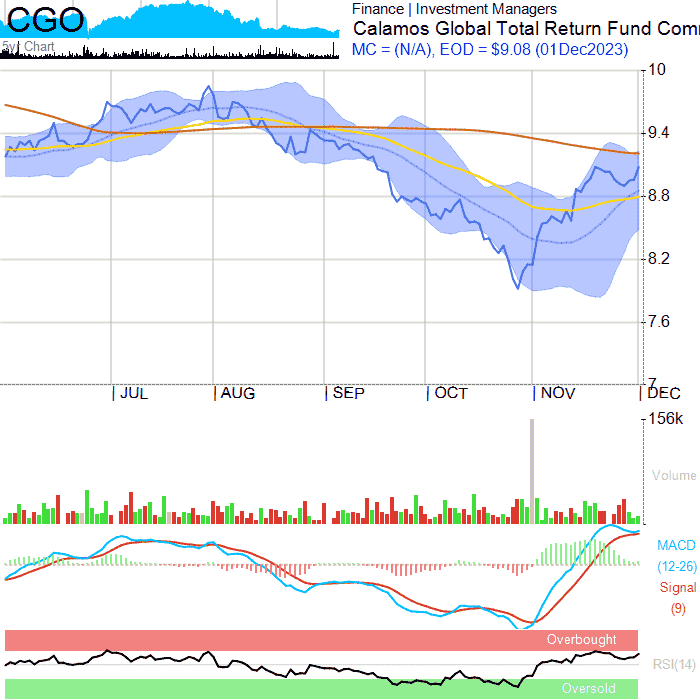 CGO
5yr Chart
Finance | Investment Managers
Calamos Global Total Return Fund Com
MC = (N/A), EOD = $9.08 (01Dec2023)
10
9.4
8.8
8.2
7.6
7
JUL AUG SEP OCT NOV DEC
156k
Volume
MACD
(12-26)
Signal
(9)
Overbought
RSI(14)
Oversold